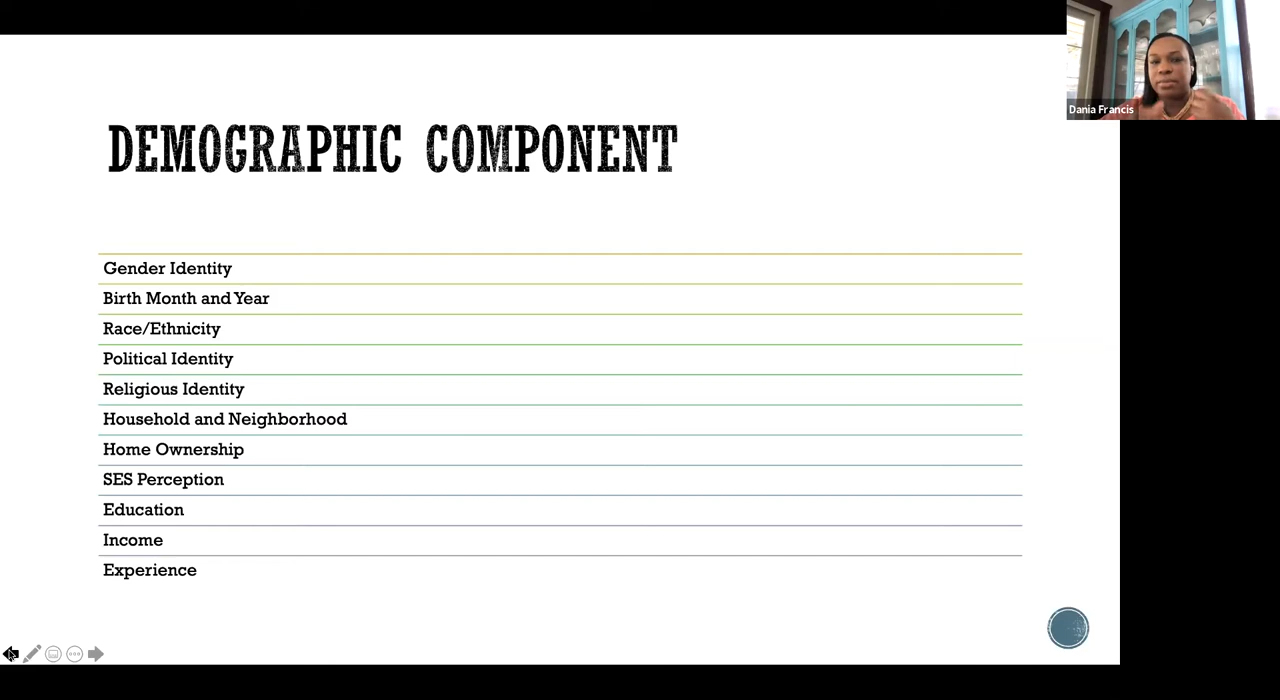 Dania Francis
DEMOGRAPHIC COMPONENT
Gender Identity
Birth Month and Year
Race/Ethnicity
Political Identity
Religious Identity
Household and Neighborhood
Home Ownership
SES Perception
Education
Income
Experience